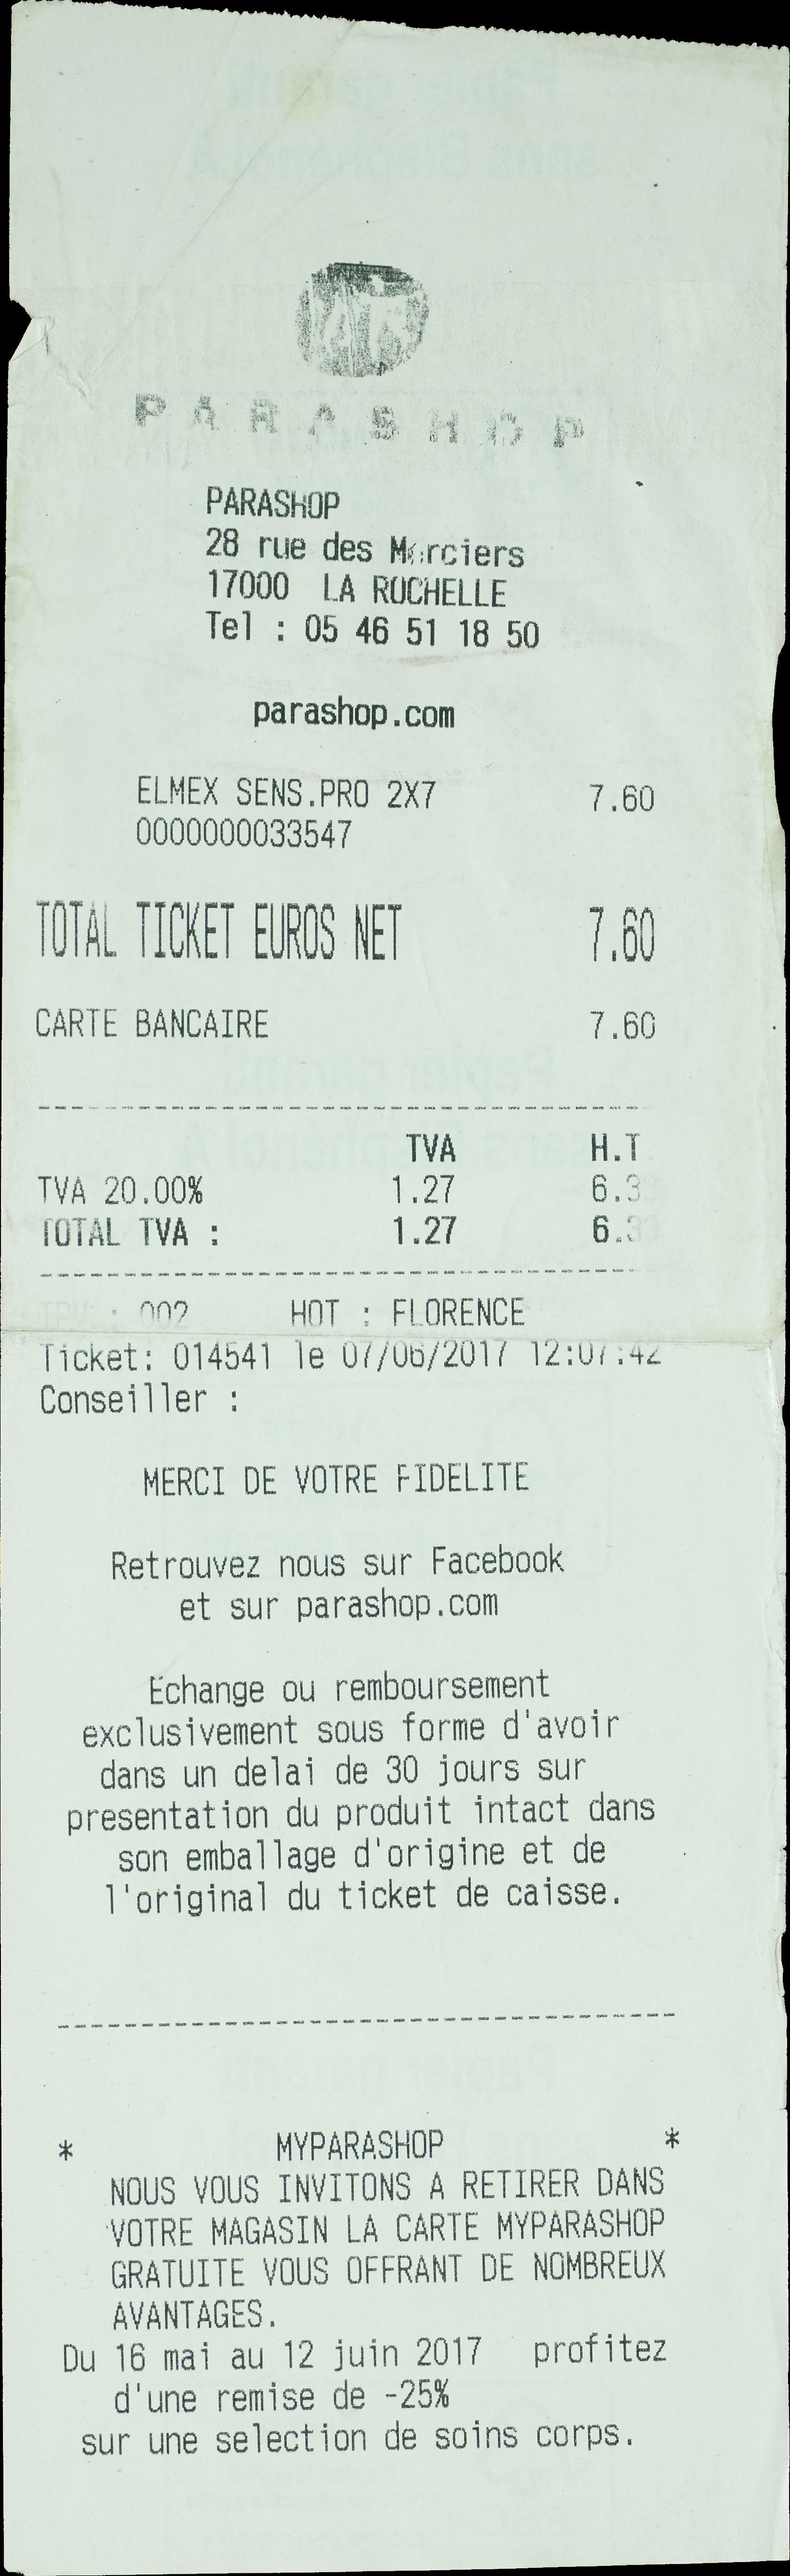 PARASHOP
PARASHOP
28 rue des Merciers
17000 LA ROCHELLE
Tel : 05 46 51 18 50
parashop.com
ELMEX SENS.PRO 2X7 7.60
0000000033547
TOTAL TICKET EUROS NET 7.60
CARTE BANCAIRE 7.60
TVA H.T.
TVA 20.00% 1.27 6.33
TOTAL TVA : 1.27 6.33
TPV : 002 HOT : FLORENCE
Ticket: 014541 le 07/06/2017 12:07:42
Conseiller :
MERCI DE VOTRE FIDELITE
Retrouvez nous sur Facebook
et sur parashop.com
Echange ou remboursement
exclusivement sous forme d'avoir
dans un delai de 30 jours sur
presentation du produit intact dans
son emballage d'origine et de
l'original du ticket de caisse.
* MYPARASHOP *
NOUS VOUS INVITONS A RETIRER DANS
VOTRE MAGASIN LA CARTE MYPARASHOP
GRATUITE VOUS OFFRANT DE NOMBREUX
AVANTAGES.
Du 16 mai au 12 juin 2017 profitez
d'une remise de -25%
sur une selection de soins corps.